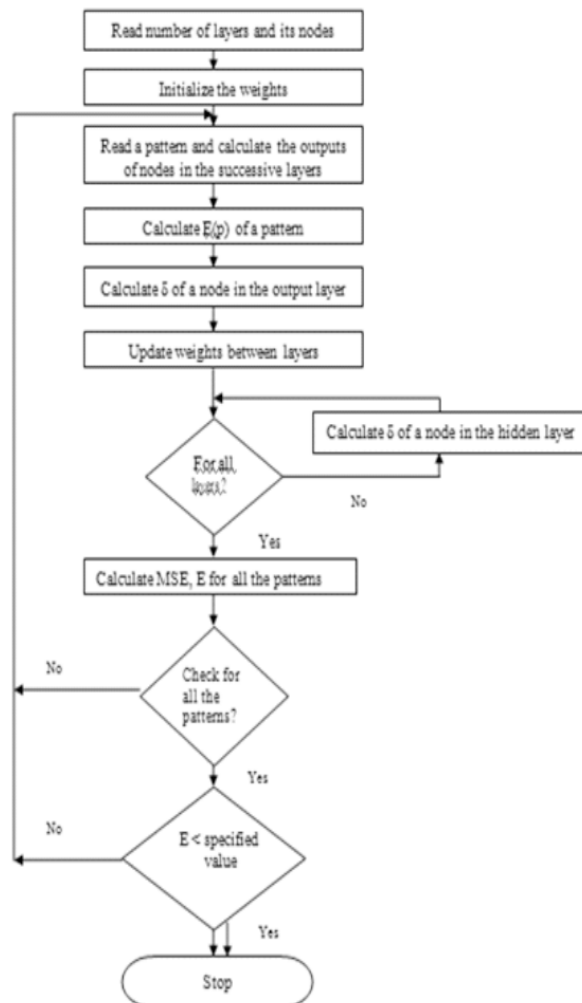 Read number of layers and its nodes
Initialize the weights
Read a pattern and calculate the outputs
of nodes in the successive layers
Calculate E(p) of a pattern
Calculate δ of a node in the output layer
Update weights between layers
Calculate δ of a node in the hidden layer
For all
layers?
No
Yes
Calculate MSE, E for all the patterns
No
Check for
all the
patterns?
Yes
No
E < specified
value
Yes
Stop